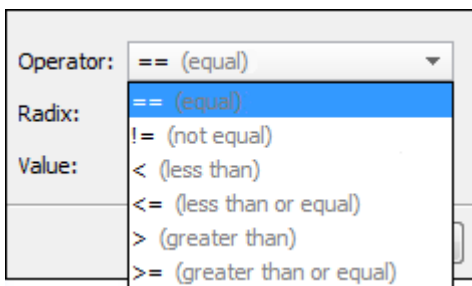 Operator: == (equal)
== (equal)
Radix:
!= (not equal)
Value:
< (less than)
<= (less than or equal)
> (greater than)
>= (greater than or equal)